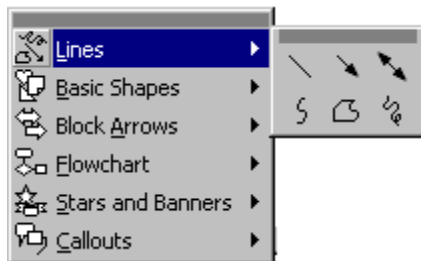 Lines
Basic Shapes
Block Arrows
Flowchart
Stars and Banners
Callouts